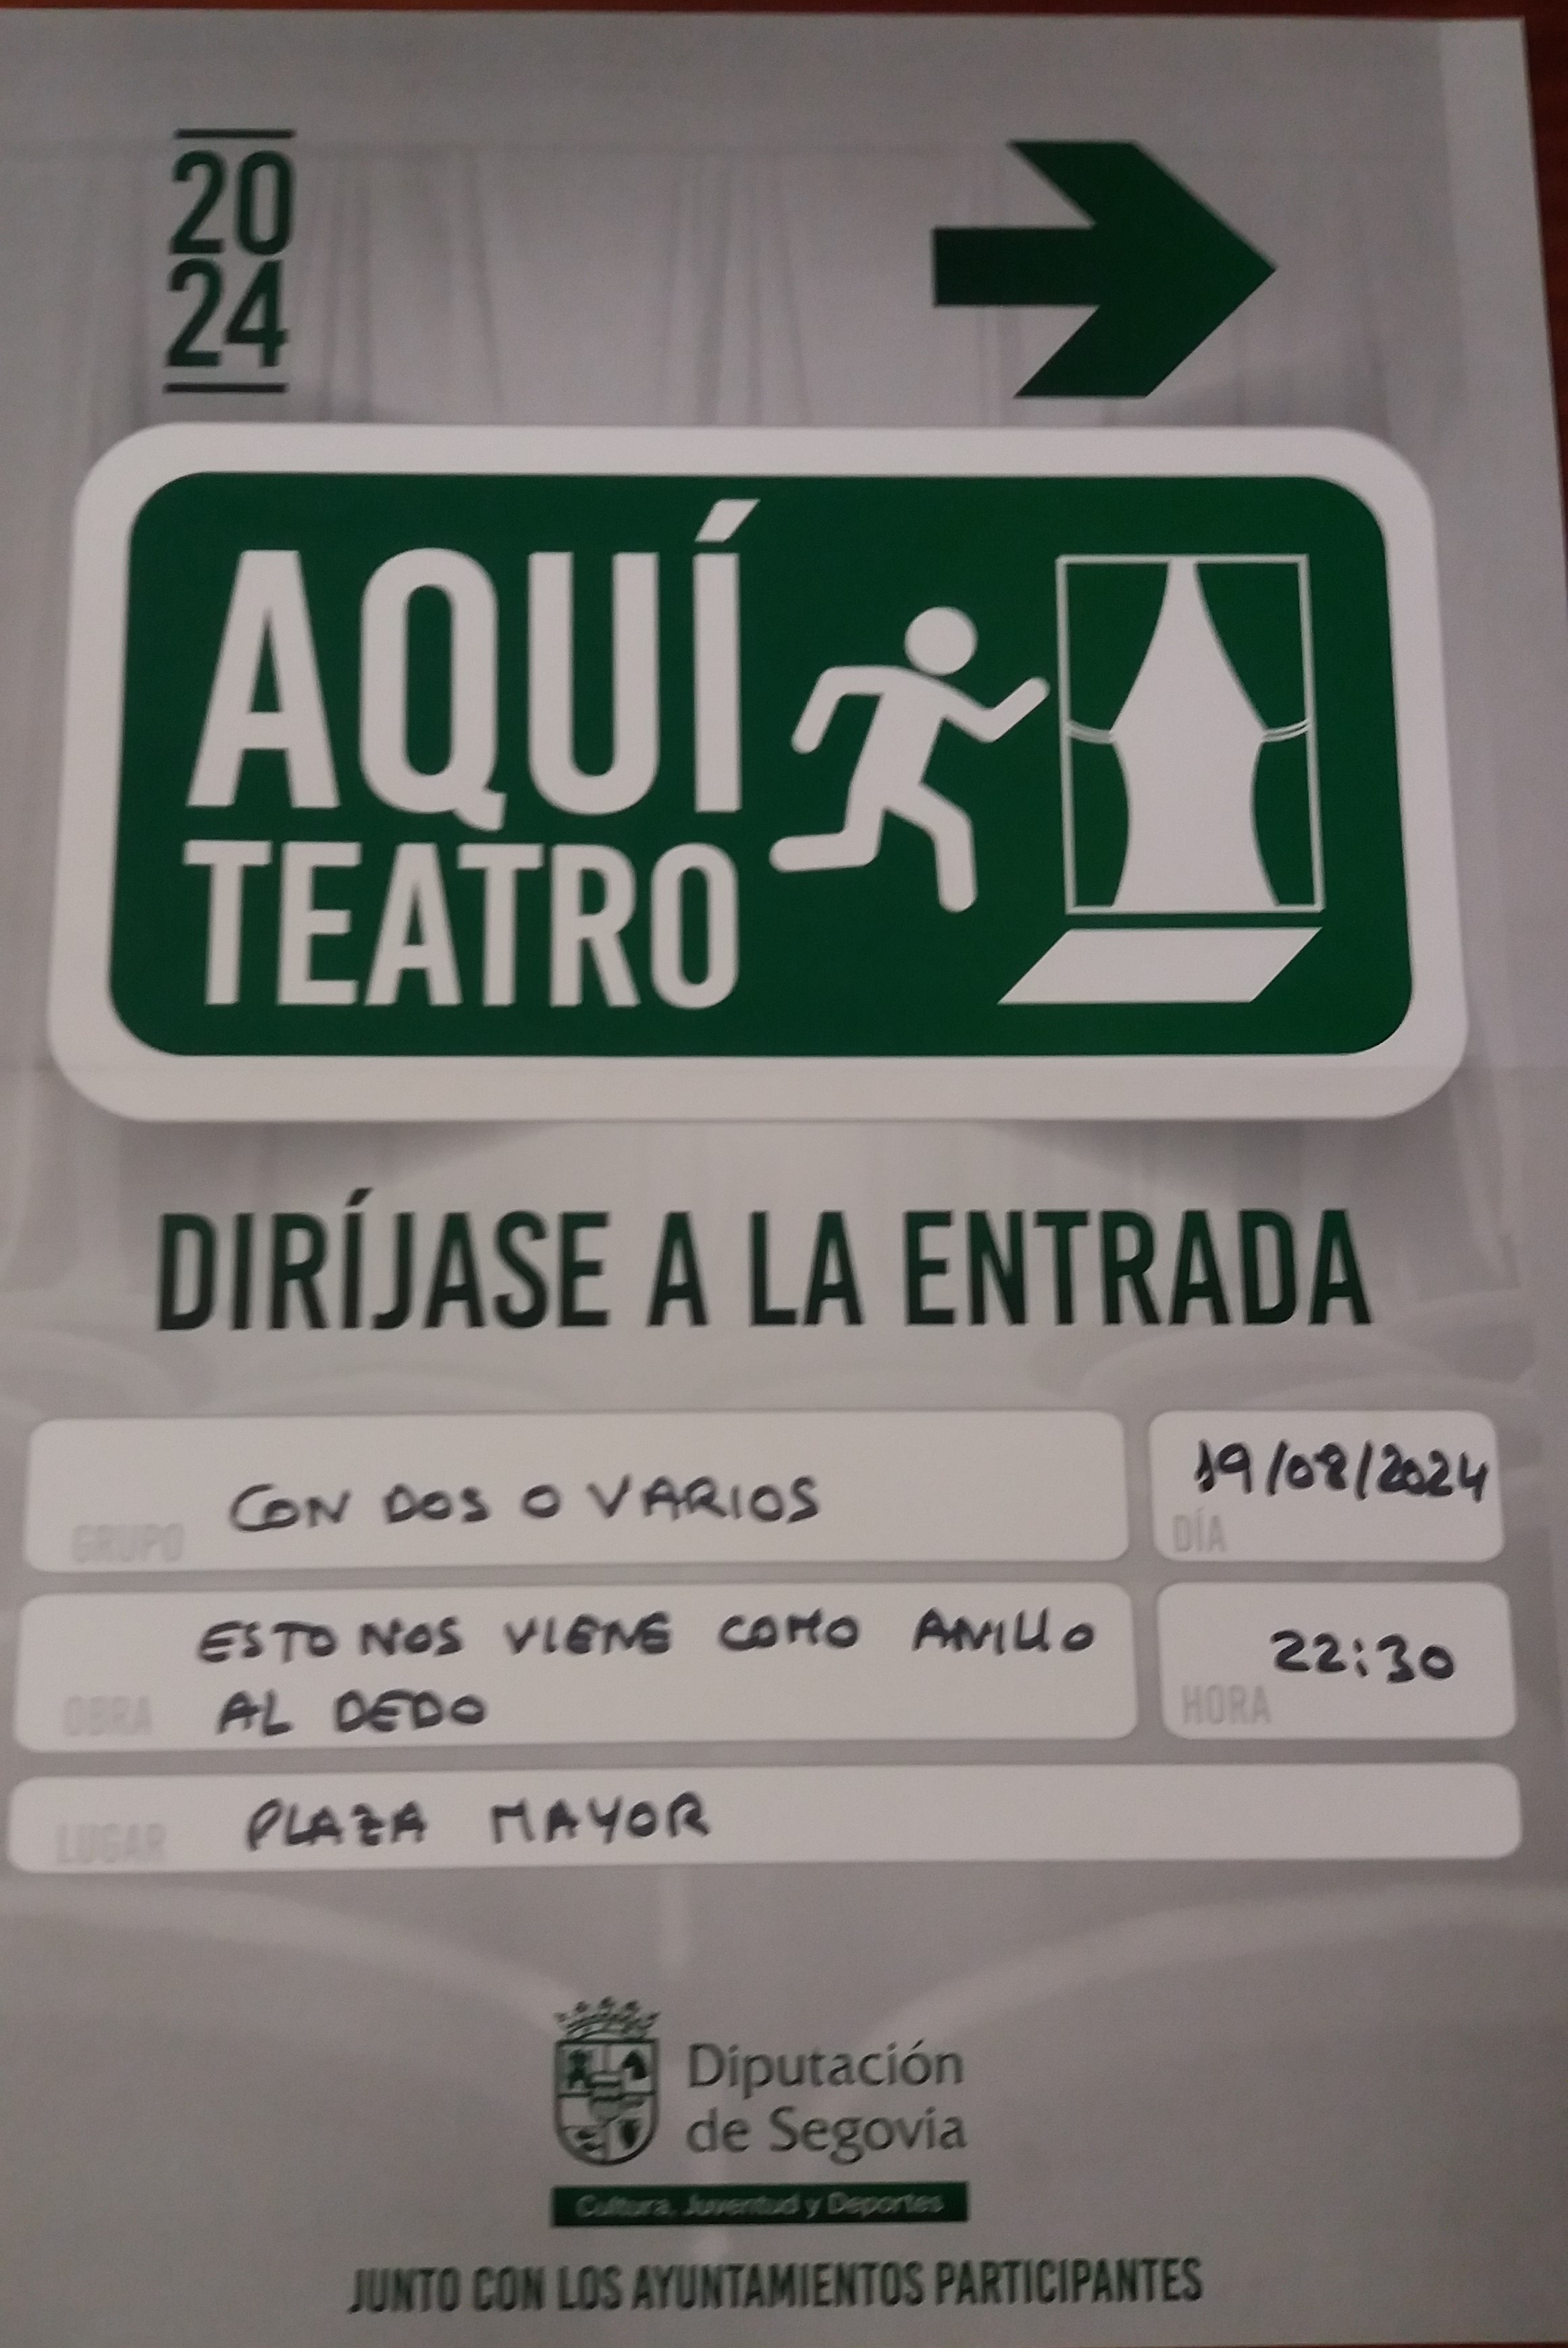 20
24
AQUÍ
TEATRO
DIRÍJASE A LA ENTRADA
GRUPO CON DOS O VARIOS
19/08/2024
DÍA
ESTO NOS VIENE COMO ANILLO
OBRA AL DEDO
22:30
HORA
LUGAR PLAZA MAYOR
Diputación
de Segovia
Cultura, Juventud y Deportes
JUNTO CON LOS AYUNTAMIENTOS PARTICIPANTES